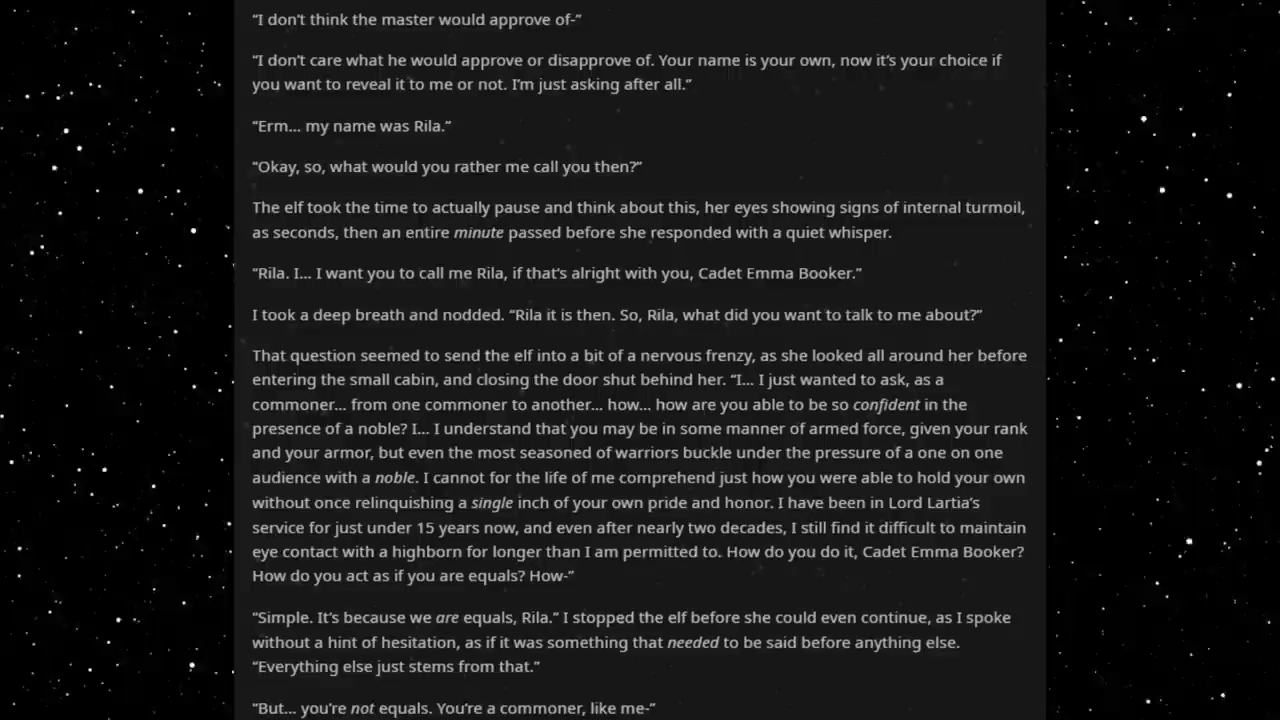 “I don’t think the master would approve of-”
“I don’t care what he would approve or disapprove of. Your name is your own, now it’s your choice if
you want to reveal it to me or not. I’m just asking after all.”
“Erm... my name was Rila.”
“Okay, so, what would you rather me call you then?”
The elf took the time to actually pause and think about this, her eyes showing signs of internal turmoil,
as seconds, then an entire minute passed before she responded with a quiet whisper.
“Rila. I... I want you to call me Rila, if that’s alright with you, Cadet Emma Booker.”
I took a deep breath and nodded. “Rila it is then. So, Rila, what did you want to talk to me about?”
That question seemed to send the elf into a bit of a nervous frenzy, as she looked all around her before
entering the small cabin, and closing the door shut behind her. “I... I just wanted to ask, as a
commoner... from one commoner to another... how... how are you able to be so confident in the
presence of a noble? I... I understand that you may be in some manner of armed force, given your rank
and your armor, but even the most seasoned of warriors buckle under the pressure of a one on one
audience with a noble. I cannot for the life of me comprehend just how you were able to hold your own
without once relinquishing a single inch of your own pride and honor. I have been in Lord Lartia’s
service for just under 15 years now, and even after nearly two decades, I still find it difficult to maintain
eye contact with a highborn for longer than I am permitted to. How do you do it, Cadet Emma Booker?
How do you act as if you are equals? How-”
“Simple. It’s because we are equals, Rila.” I stopped the elf before she could even continue, as I spoke
without a hint of hesitation, as if it was something that needed to be said before anything else.
“Everything else just stems from that.”
“But... you’re not equals. You’re a commoner, like me-”